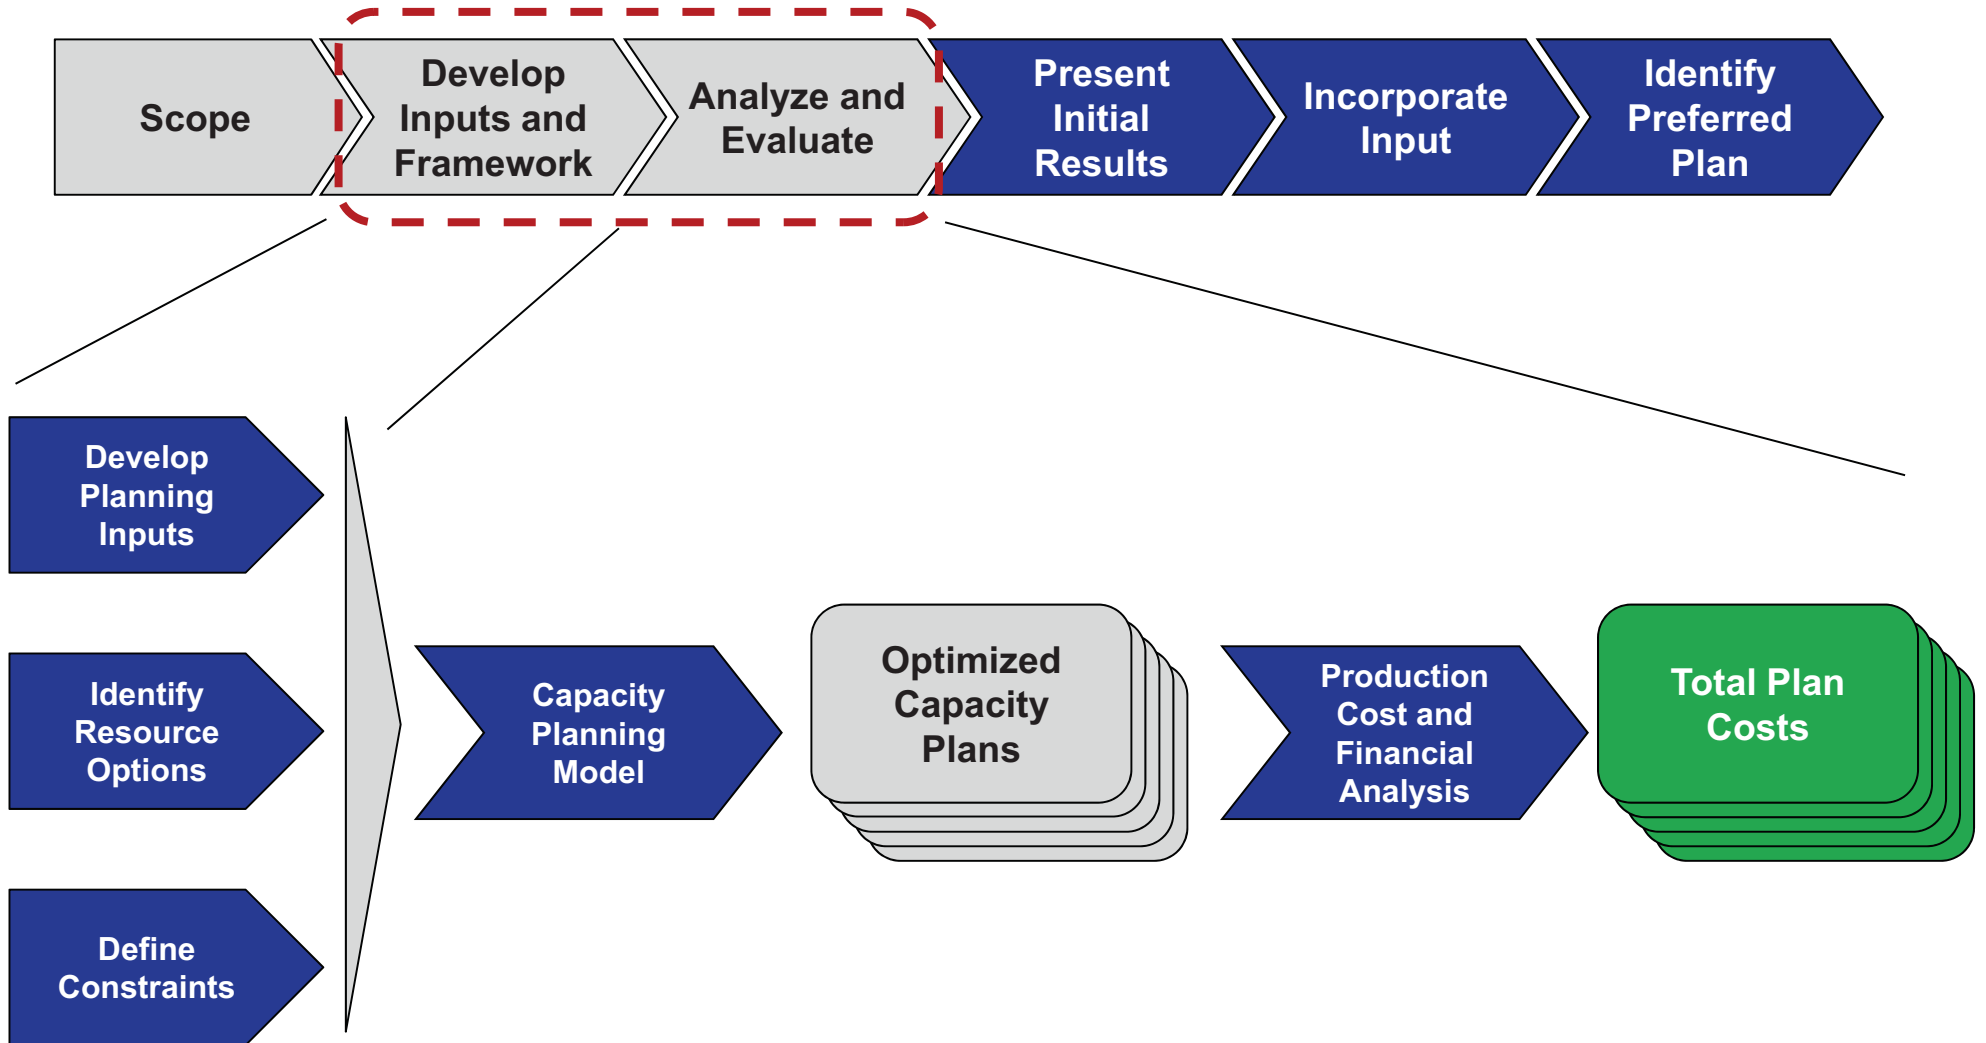 Scope
Develop
Inputs and
Framework
Analyze and
Evaluate
Present
Initial
Results
Incorporate
Input
Identify
Preferred
Plan
Develop
Planning
Inputs
Identify
Resource
Options
Define
Constraints
Capacity
Planning
Model
Optimized
Capacity
Plans
Production
Cost and
Financial
Analysis
Total Plan
Costs